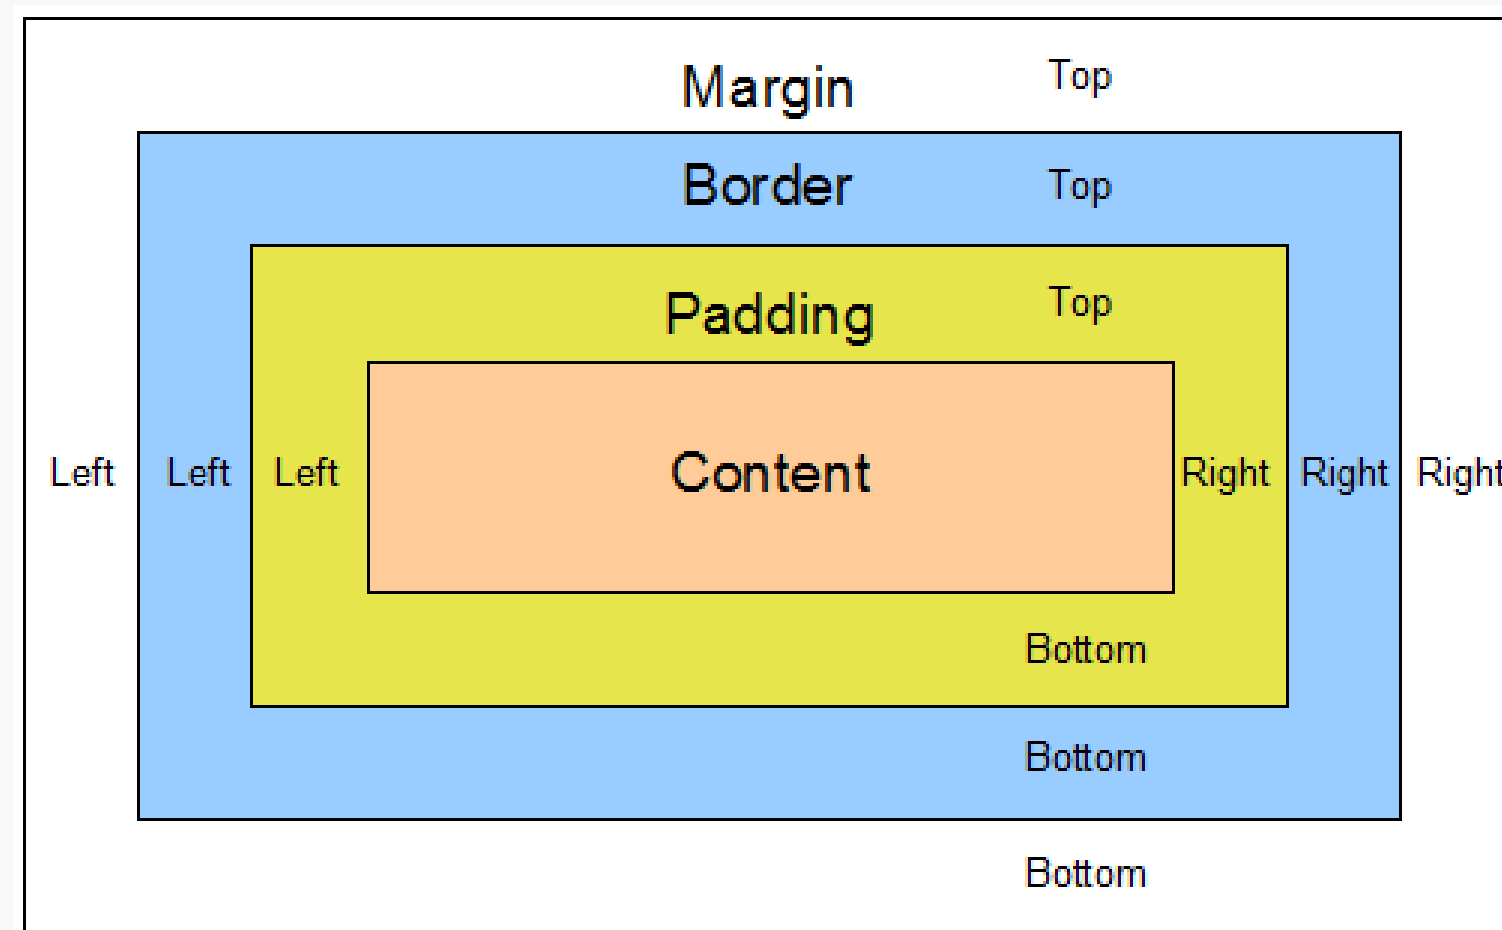 Margin Top
Border Top
Padding Top
Left Left Left Content Right Right Right
Bottom
Bottom
Bottom